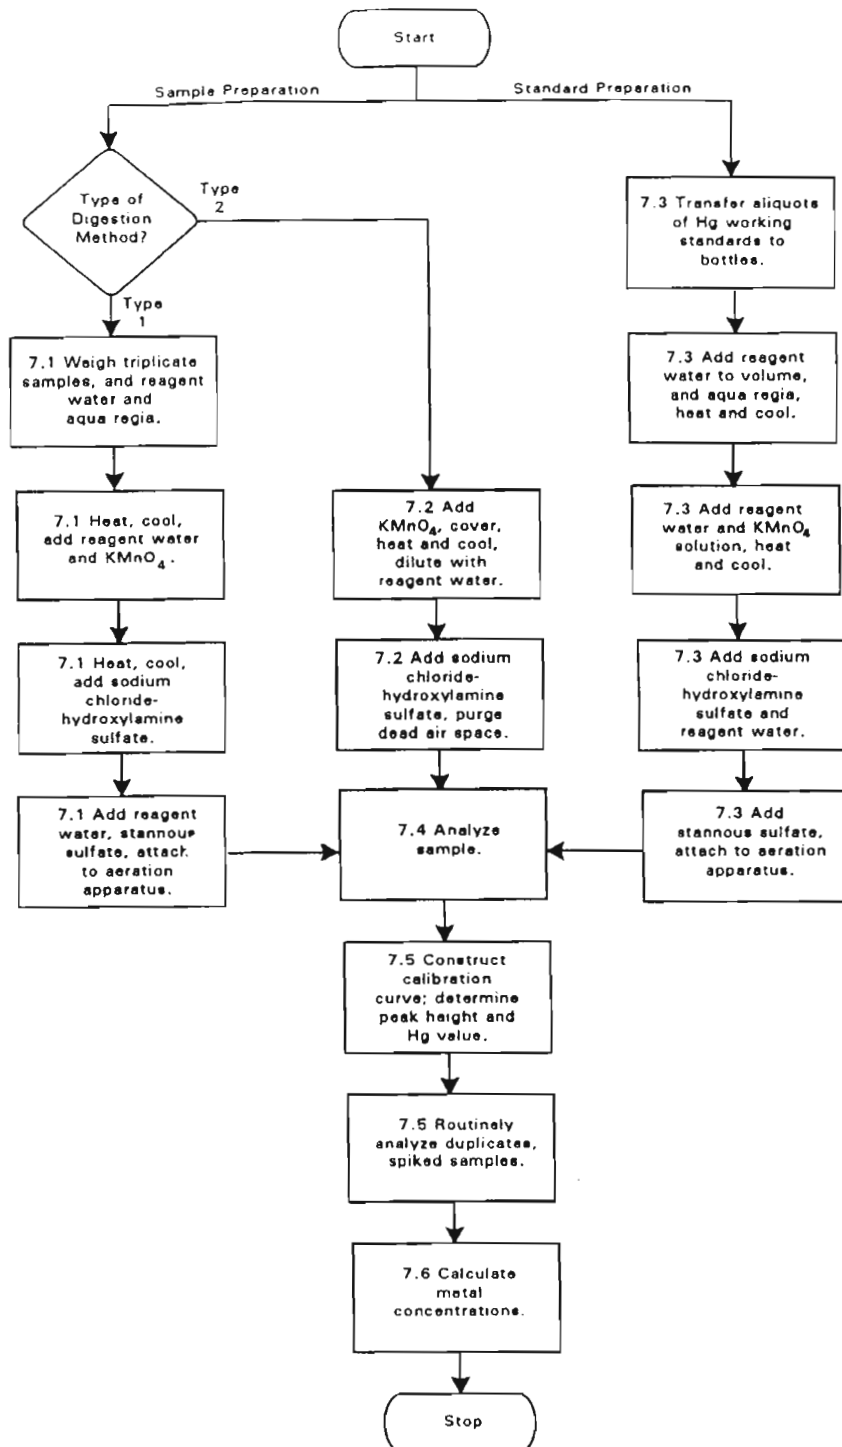 Start
Sample Preparation
Standard Preparation
Type of
Digestion
Method?
Type
2
Type
1
7.1 Weigh triplicate
samples, and reagent
water and
aqua regia.
7.1 Heat, cool,
add reagent water
and KMnO4.
7.1 Heat, cool,
add sodium
chloride-
hydroxylamine
sulfate.
7.1 Add reagent
water, stannous
sulfate, attach
to aeration
apparatus.
7.2 Add
KMnO4, cover,
heat and cool,
dilute with
reagent water.
7.2 Add sodium
chloride-
hydroxylamine
sulfate, purge
dead air space.
7.3 Transfer aliquots
of Hg working
standards to
bottles.
7.3 Add reagent
water to volume,
and aqua regia,
heat and cool.
7.3 Add reagent
water and KMnO4
solution, heat
and cool.
7.3 Add sodium
chloride-
hydroxylamine
sulfate and
reagent water.
7.3 Add
stannous sulfate,
attach to aeration
apparatus.
7.4 Analyze
sample.
7.5 Construct
calibration
curve; determine
peak height and
Hg value.
7.5 Routinely
analyze duplicates,
spiked samples.
7.6 Calculate
metal
concentrations.
Stop